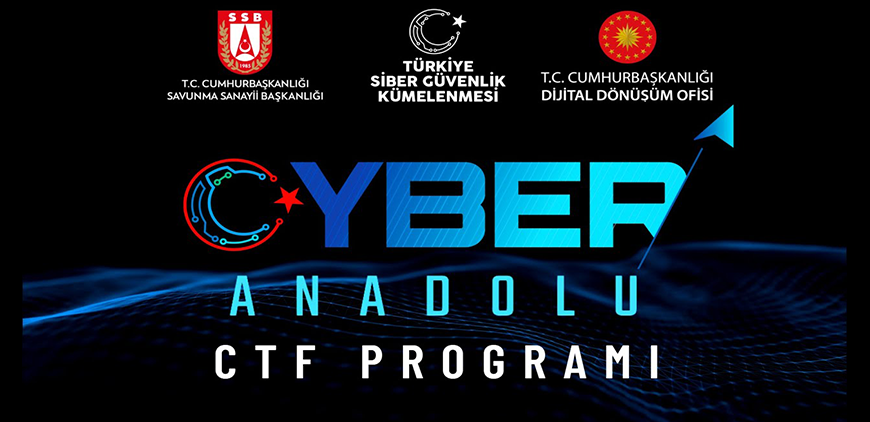 SSB
1985
T.C. CUMHURBAŞKANLIĞI
SAVUNMA SANAYİİ BAŞKANLIĞI
TÜRKİYE
SİBER GÜVENLİK
KÜMELENMESİ
T.C. CUMHURBAŞKANLIĞI
DİJİTAL DÖNÜŞÜM OFİSİ
CYBER
ANADOLU
CTF PROGRAMI